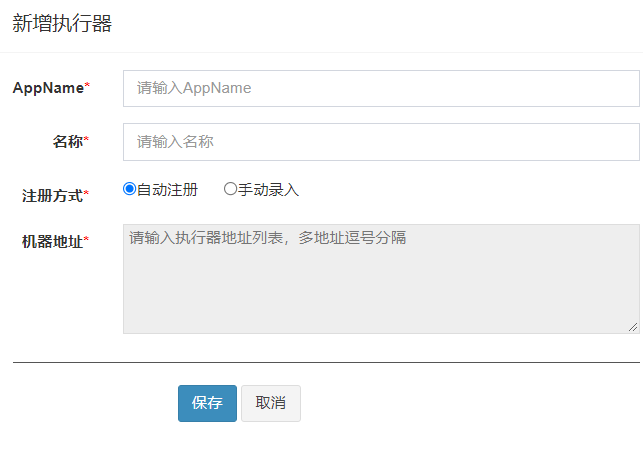 新增执行器
AppName* 请输入AppName
名称* 请输入名称
注册方式* 自动注册 手动录入
机器地址* 请输入执行器地址列表，多地址逗号分隔
保存 取消